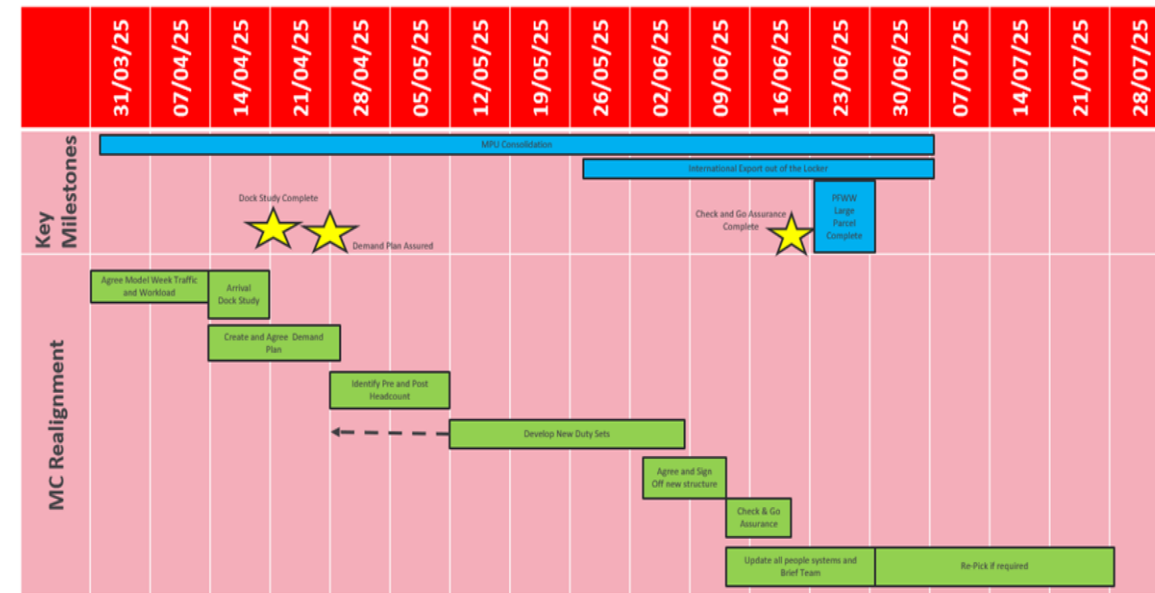 31/03/25
07/04/25
14/04/25
21/04/25
28/04/25
05/05/25
12/05/25
19/05/25
26/05/25
02/06/25
09/06/25
16/06/25
23/06/25
30/06/25
07/07/25
14/07/25
21/07/25
28/07/25
Key
Milestones
MPU Consolidation
International Export out of the Locker
Dock Study Complete
Demand Plan Assured
Check and Go Assurance
Complete
PFWW
Large
Parcel
Complete
MC Realignment
Agree Model Week Traffic
and Workload
Arrival
Dock Study
Create and Agree Demand
Plan
Identify Pre and Post
Headcount
Develop New Duty Sets
Agree and Sign
Off new structure
Check & Go
Assurance
Update all people systems and
Brief Team
Re-Pick if required